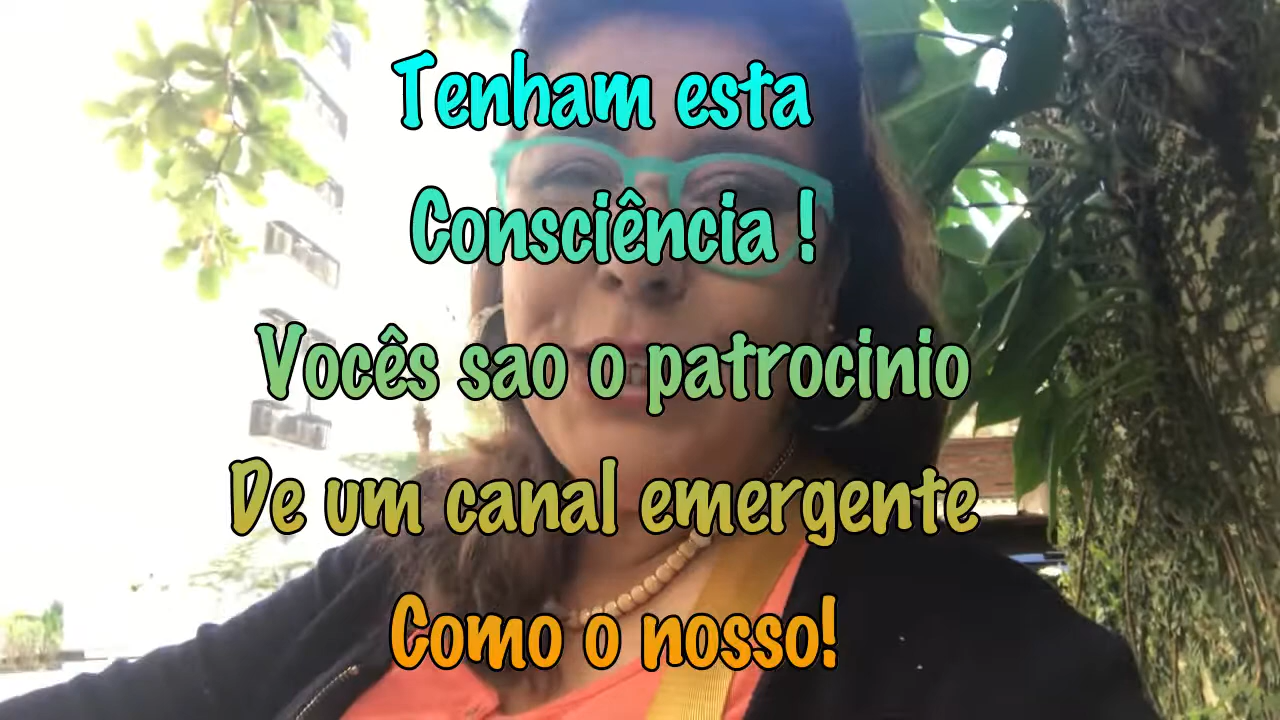 Tenham esta
Consciência !
Vocês sao o patrocinio
De um canal emergente
Como o nosso!